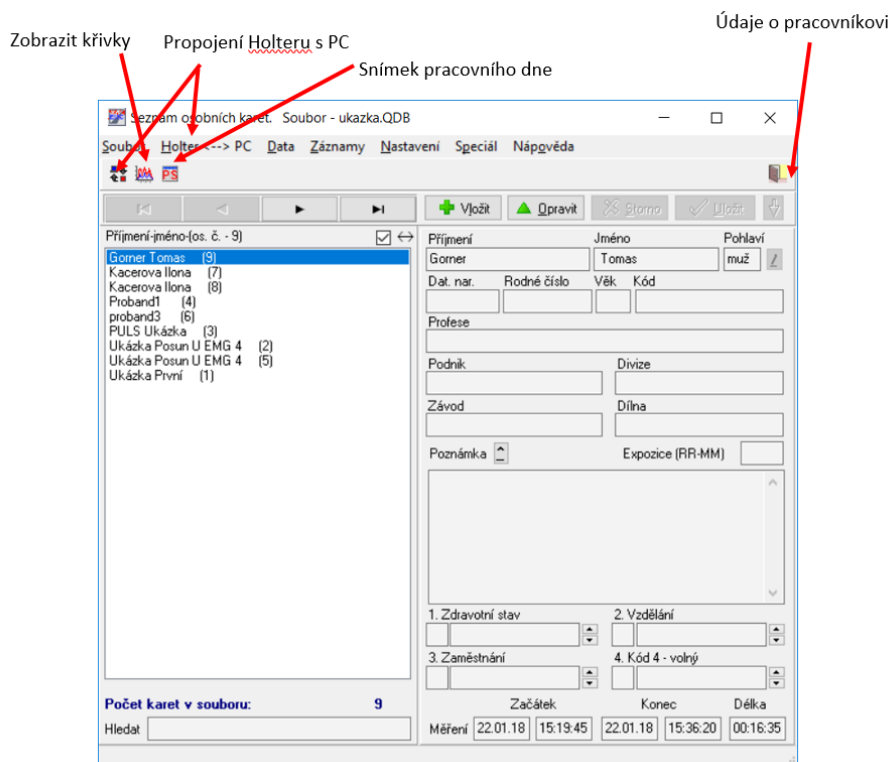 Údaje o pracovníkovi
Zobrazit křivky
Propojení Holteru s PC
Snímek pracovního dne
Seznam osobních karet. Soubor - ukazka.QDB
Soubor Holter <---> PC Data Záznamy Nastavení Speciál Nápověda
PS
Vložit Opravit Storno Uložit
Příjmení-jméno-(os. č. - 9)
Gorner Tomas (9)
Kacerova Ilona (7)
Kacerova Ilona (8)
Proband1 (4)
proband3 (6)
PULS Ukázka (3)
Ukázka Posun U EMG 4 (2)
Ukázka Posun U EMG 4 (5)
Ukázka První (1)
Počet karet v souboru: 9
Hledat
Příjmení Jméno Pohlaví
Gorner Tomas muž
Dat. nar. Rodné číslo Věk Kód
Profese
Podnik Divize
Závod Dílna
Poznámka Expozice (RR-MM)
1. Zdravotní stav 2. Vzdělání
3. Zaměstnání 4. Kód 4 - volný
Začátek Konec Délka
Měření 22.01.18 15:19:45 22.01.18 15:36:20 00:16:35